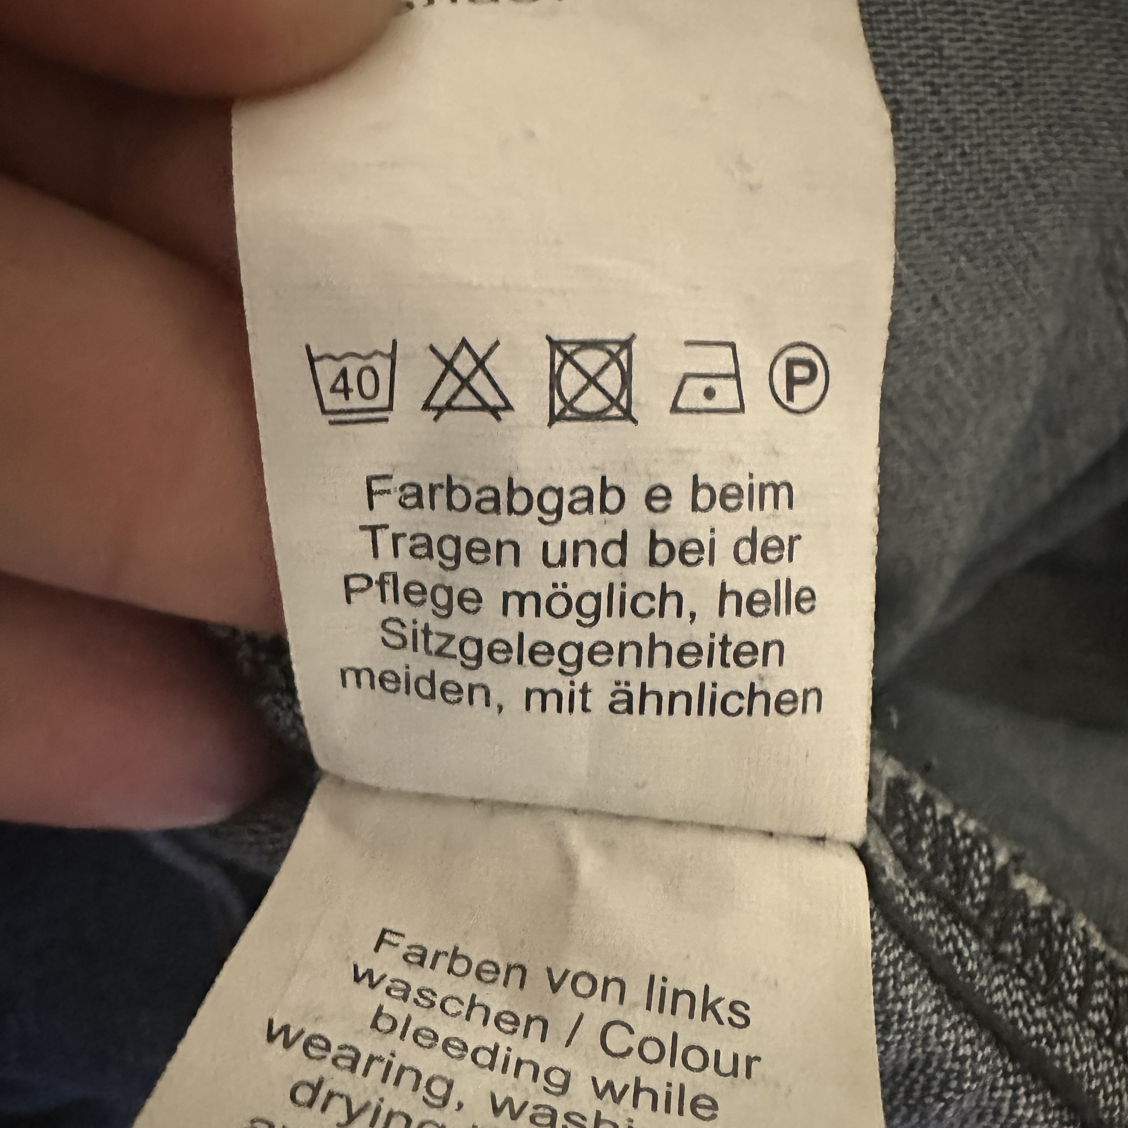 40
P
Farbabgab e beim
Tragen und bei der
Pflege möglich, helle
Sitzgelegenheiten
meiden, mit ähnlichen
Farben von links
waschen / Colour
bleeding while
wearing,